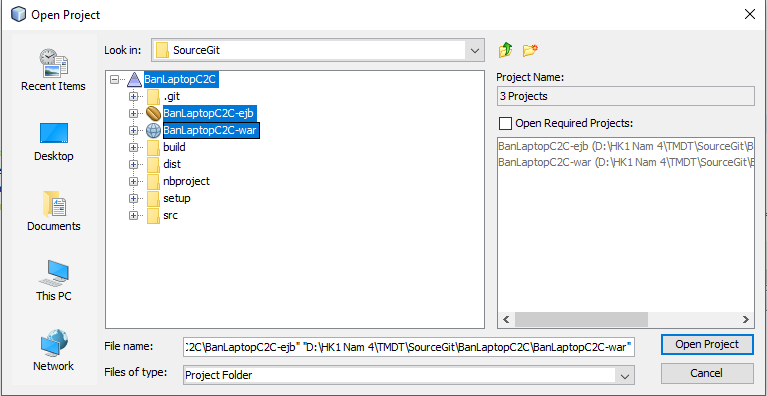 Open Project
Look in:
SourceGit
Recent Items
Desktop
Documents
This PC
Network
BanLaptopC2C
.git
BanLaptopC2C-ejb
BanLaptopC2C-war
build
dist
nbproject
setup
src
Project Name:
3 Projects
Open Required Projects:
BanLaptopC2C-ejb (D:\HK1 Nam 4\TMDT\SourceGit\B
BanLaptopC2C-war (D:\HK1 Nam 4\TMDT\SourceGit\B
File name:
2C\BanLaptopC2C-ejb" "D:\HK1 Nam 4\TMDT\SourceGit\BanLaptopC2C\BanLaptopC2C-war"
Open Project
Files of type:
Project Folder
Cancel